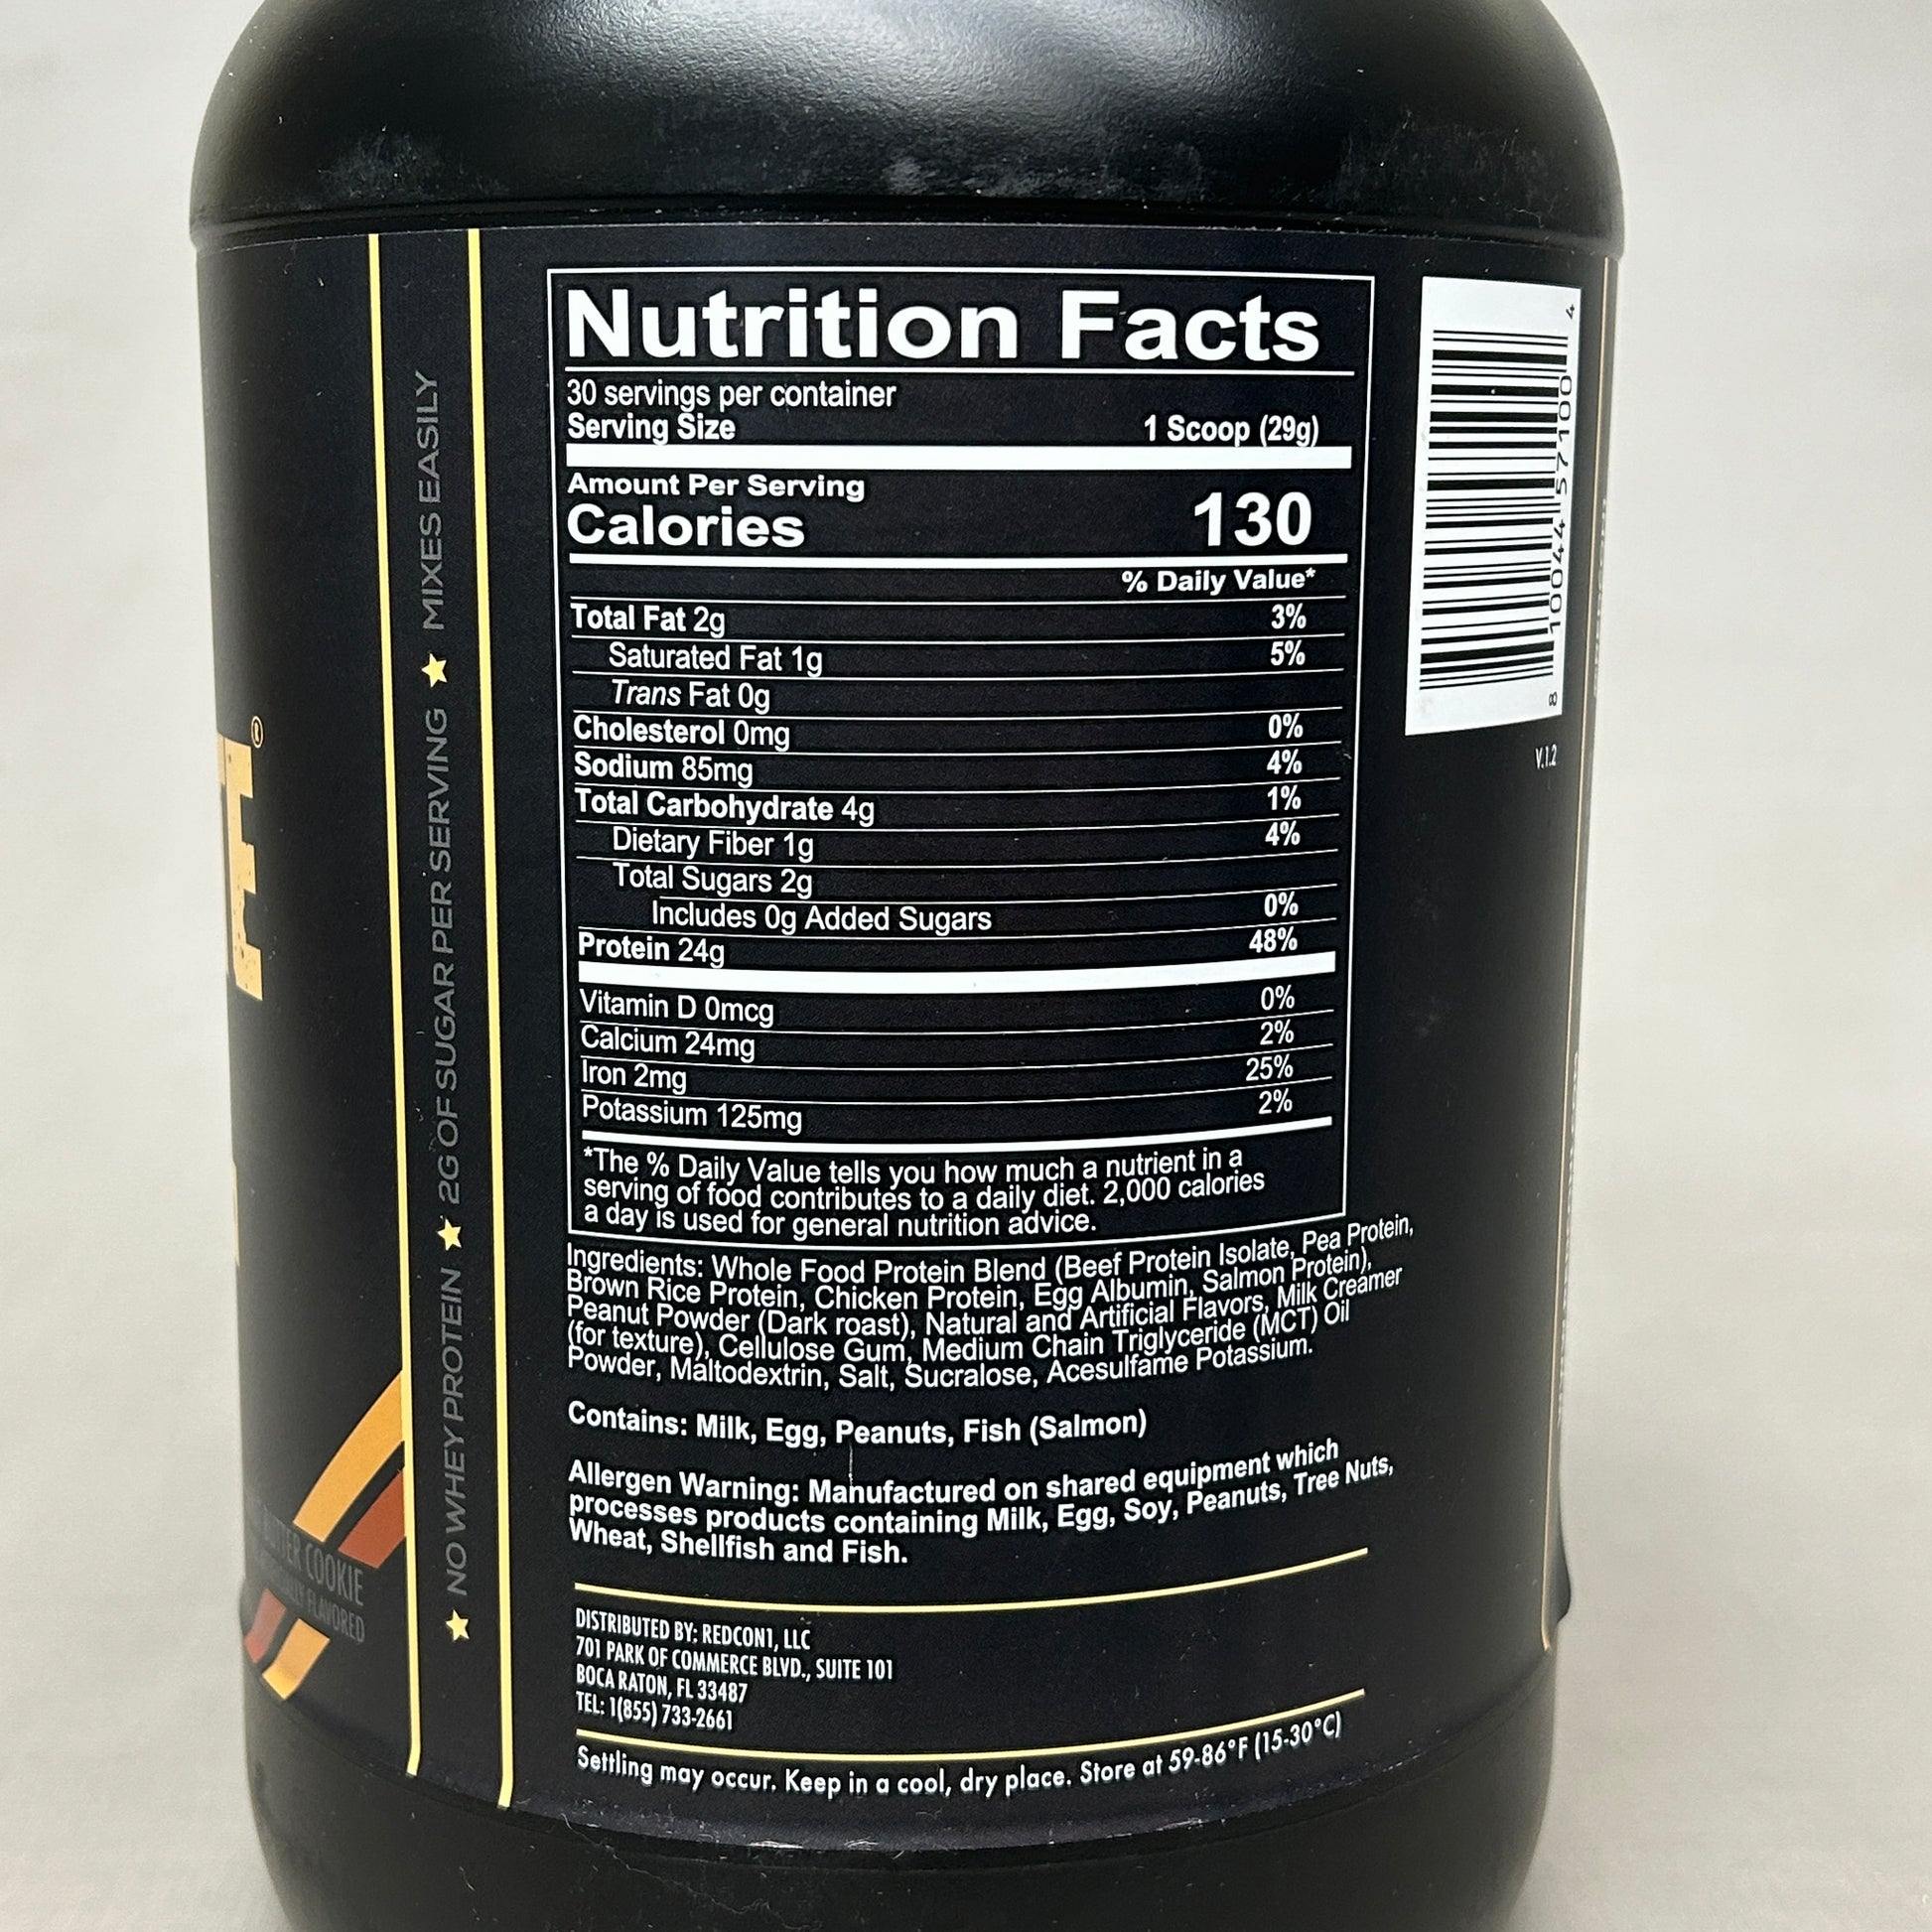 Nutrition Facts
30 servings per container
Serving Size 1 Scoop (29g)
Amount Per Serving
Calories 130
% Daily Value*
Total Fat 2g 3%
Saturated Fat 1g 5%
Trans Fat 0g
Cholesterol 0mg 0%
Sodium 85mg 4%
Total Carbohydrate 4g 1%
Dietary Fiber 1g 4%
Total Sugars 2g
Includes 0g Added Sugars 0%
Protein 24g 48%
Vitamin D 0mcg 0%
Calcium 24mg 2%
Iron 2mg 25%
Potassium 125mg 2%
*The % Daily Value tells you how much a nutrient in a
serving of food contributes to a daily diet. 2,000 calories
a day is used for general nutrition advice.
Ingredients: Whole Food Protein Blend (Beef Protein Isolate, Pea Protein,
Brown Rice Protein, Chicken Protein, Egg Albumin, Salmon Protein),
Peanut Powder (Dark roast), Natural and Artificial Flavors, Milk Creamer
(for texture), Cellulose Gum, Medium Chain Triglyceride (MCT) Oil
Powder, Maltodextrin, Salt, Sucralose, Acesulfame Potassium.
Contains: Milk, Egg, Peanuts, Fish (Salmon)
Allergen Warning: Manufactured on shared equipment which
processes products containing Milk, Egg, Soy, Peanuts, Tree Nuts,
Wheat, Shellfish and Fish.
DISTRIBUTED BY: REDCON1, LLC
701 PARK OF COMMERCE BLVD., SUITE 101
BOCA RATON, FL 33487
TEL: 1(855) 733-2661
Settling may occur. Keep in a cool, dry place. Store at 59-86°F (15-30°C)
★ NO WHEY PROTEIN ★ 2G OF SUGAR PER SERVING ★ MIXES EASILY
BUTTER COOKIE
FLAVORED
TE®
8 10044 57100 4
V.1.2